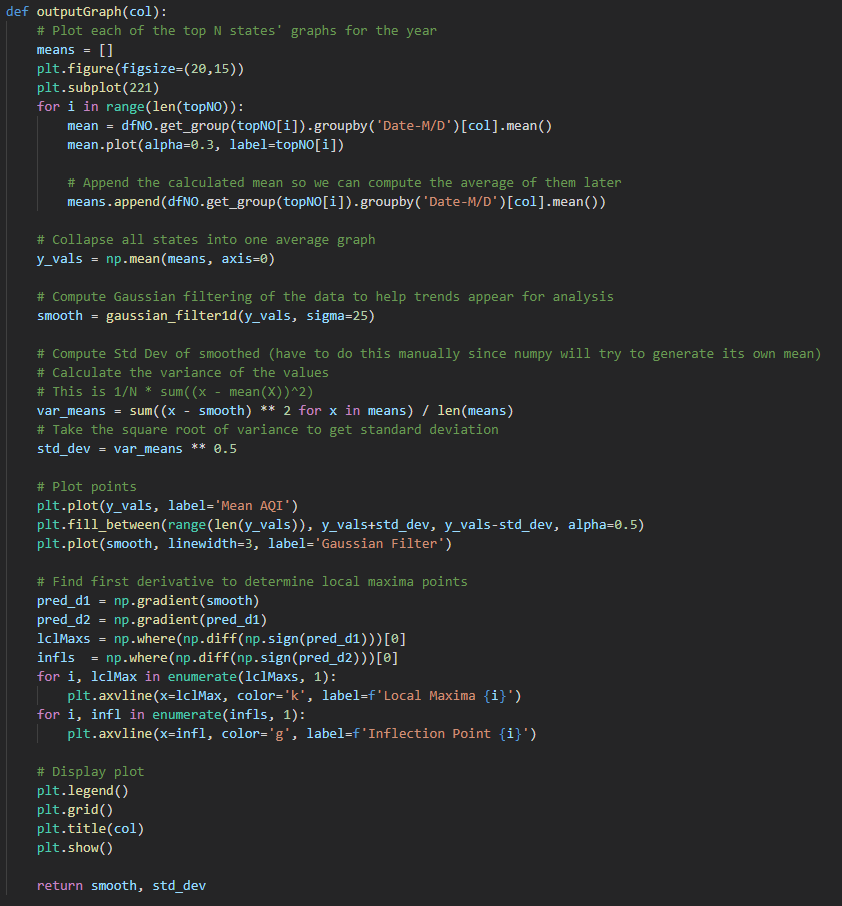 def outputGraph(col):
    # Plot each of the top N states' graphs for the year
    means = []
    plt.figure(figsize=(20,15))
    plt.subplot(221)
    for i in range(len(topNO)):
        mean = dfNO.get_group(topNO[i]).groupby('Date-M/D')[col].mean()
        mean.plot(alpha=0.3, label=topNO[i])

        # Append the calculated mean so we can compute the average of them later
        means.append(dfNO.get_group(topNO[i]).groupby('Date-M/D')[col].mean())

    # Collapse all states into one average graph
    y_vals = np.mean(means, axis=0)

    # Compute Gaussian filtering of the data to help trends appear for analysis
    smooth = gaussian_filter1d(y_vals, sigma=25)

    # Compute Std Dev of smoothed (have to do this manually since numpy will try to generate its own mean)
    # Calculate the variance of the values
    # This is 1/N * sum((x - mean(X))^2)
    var_means = sum((x - smooth) ** 2 for x in means) / len(means)
    # Take the square root of variance to get standard deviation
    std_dev = var_means ** 0.5

    # Plot points
    plt.plot(y_vals, label='Mean AQI')
    plt.fill_between(range(len(y_vals)), y_vals+std_dev, y_vals-std_dev, alpha=0.5)
    plt.plot(smooth, linewidth=3, label='Gaussian Filter')

    # Find first derivative to determine local maxima points
    pred_d1 = np.gradient(smooth)
    pred_d2 = np.gradient(pred_d1)
    lclMaxs = np.where(np.diff(np.sign(pred_d1)))[0]
    infls  = np.where(np.diff(np.sign(pred_d2)))[0]
    for i, lclMax in enumerate(lclMaxs, 1):
        plt.axvline(x=lclMax, color='k', label=f'Local Maxima {i}')
    for i, infl in enumerate(infls, 1):
        plt.axvline(x=infl, color='g', label=f'Inflection Point {i}')

    # Display plot
    plt.legend()
    plt.grid()
    plt.title(col)
    plt.show()

    return smooth, std_dev